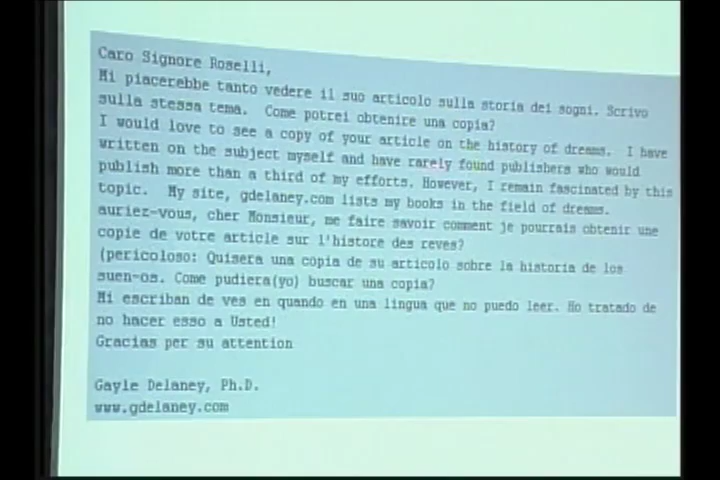 Caro Signore Roselli,
Mi piacerebbe tanto vedere il suo articolo sulla storia dei sogni. Scrivo
sulla stessa tema.  Come potrei obtenire una copia?
I would love to see a copy of your article on the history of dreams.  I have
written on the subject myself and have rarely found publishers who would
publish more than a third of my efforts. However, I remain fascinated by this
topic.  My site, gdelaney.com lists my books in the field of dreams.
auriez-vous, cher Monsieur, me faire savoir comment je pourrais obtenir une
copie de votre article sur l'histore des reves?
(pericoloso: Quisera una copia de su articolo sobre la historia de los
suen-os. Come pudiera(yo) buscar una copia?
Mi escriban de ves en quando en una lingua que no puedo leer. Ho tratado de
no hacer esso a Usted!
Gracias per su attention
Gayle Delaney, Ph.D.
www.gdelaney.com